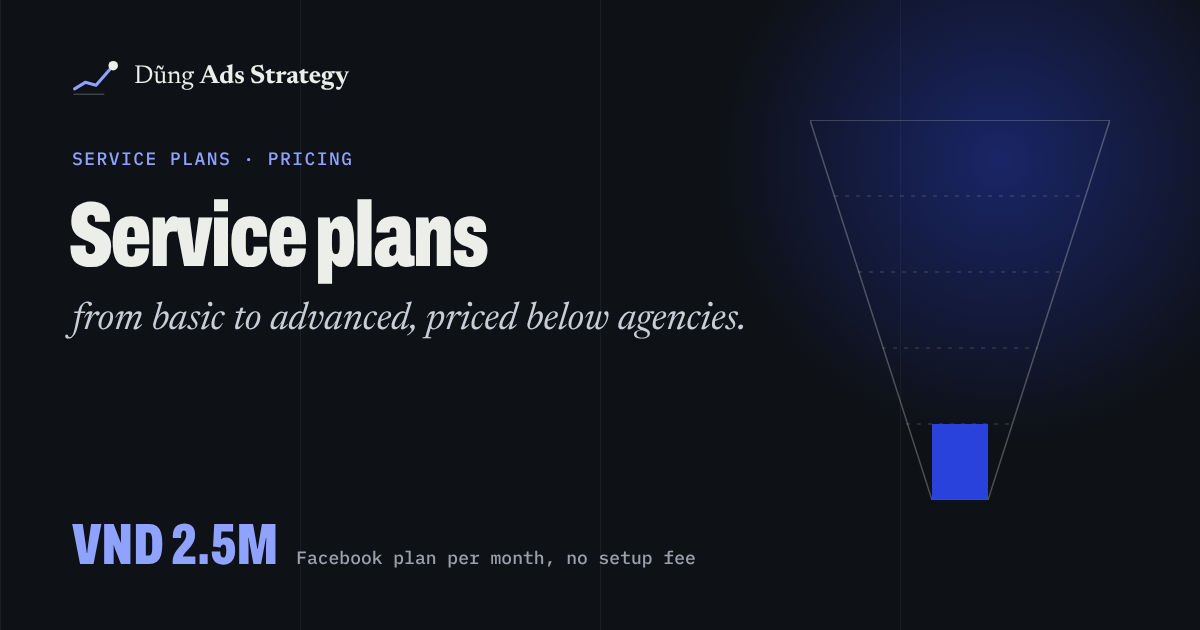 Dũng Ads Strategy
SERVICE PLANS · PRICING
Service plans
from basic to advanced, priced below agencies.
VND 2.5M Facebook plan per month, no setup fee